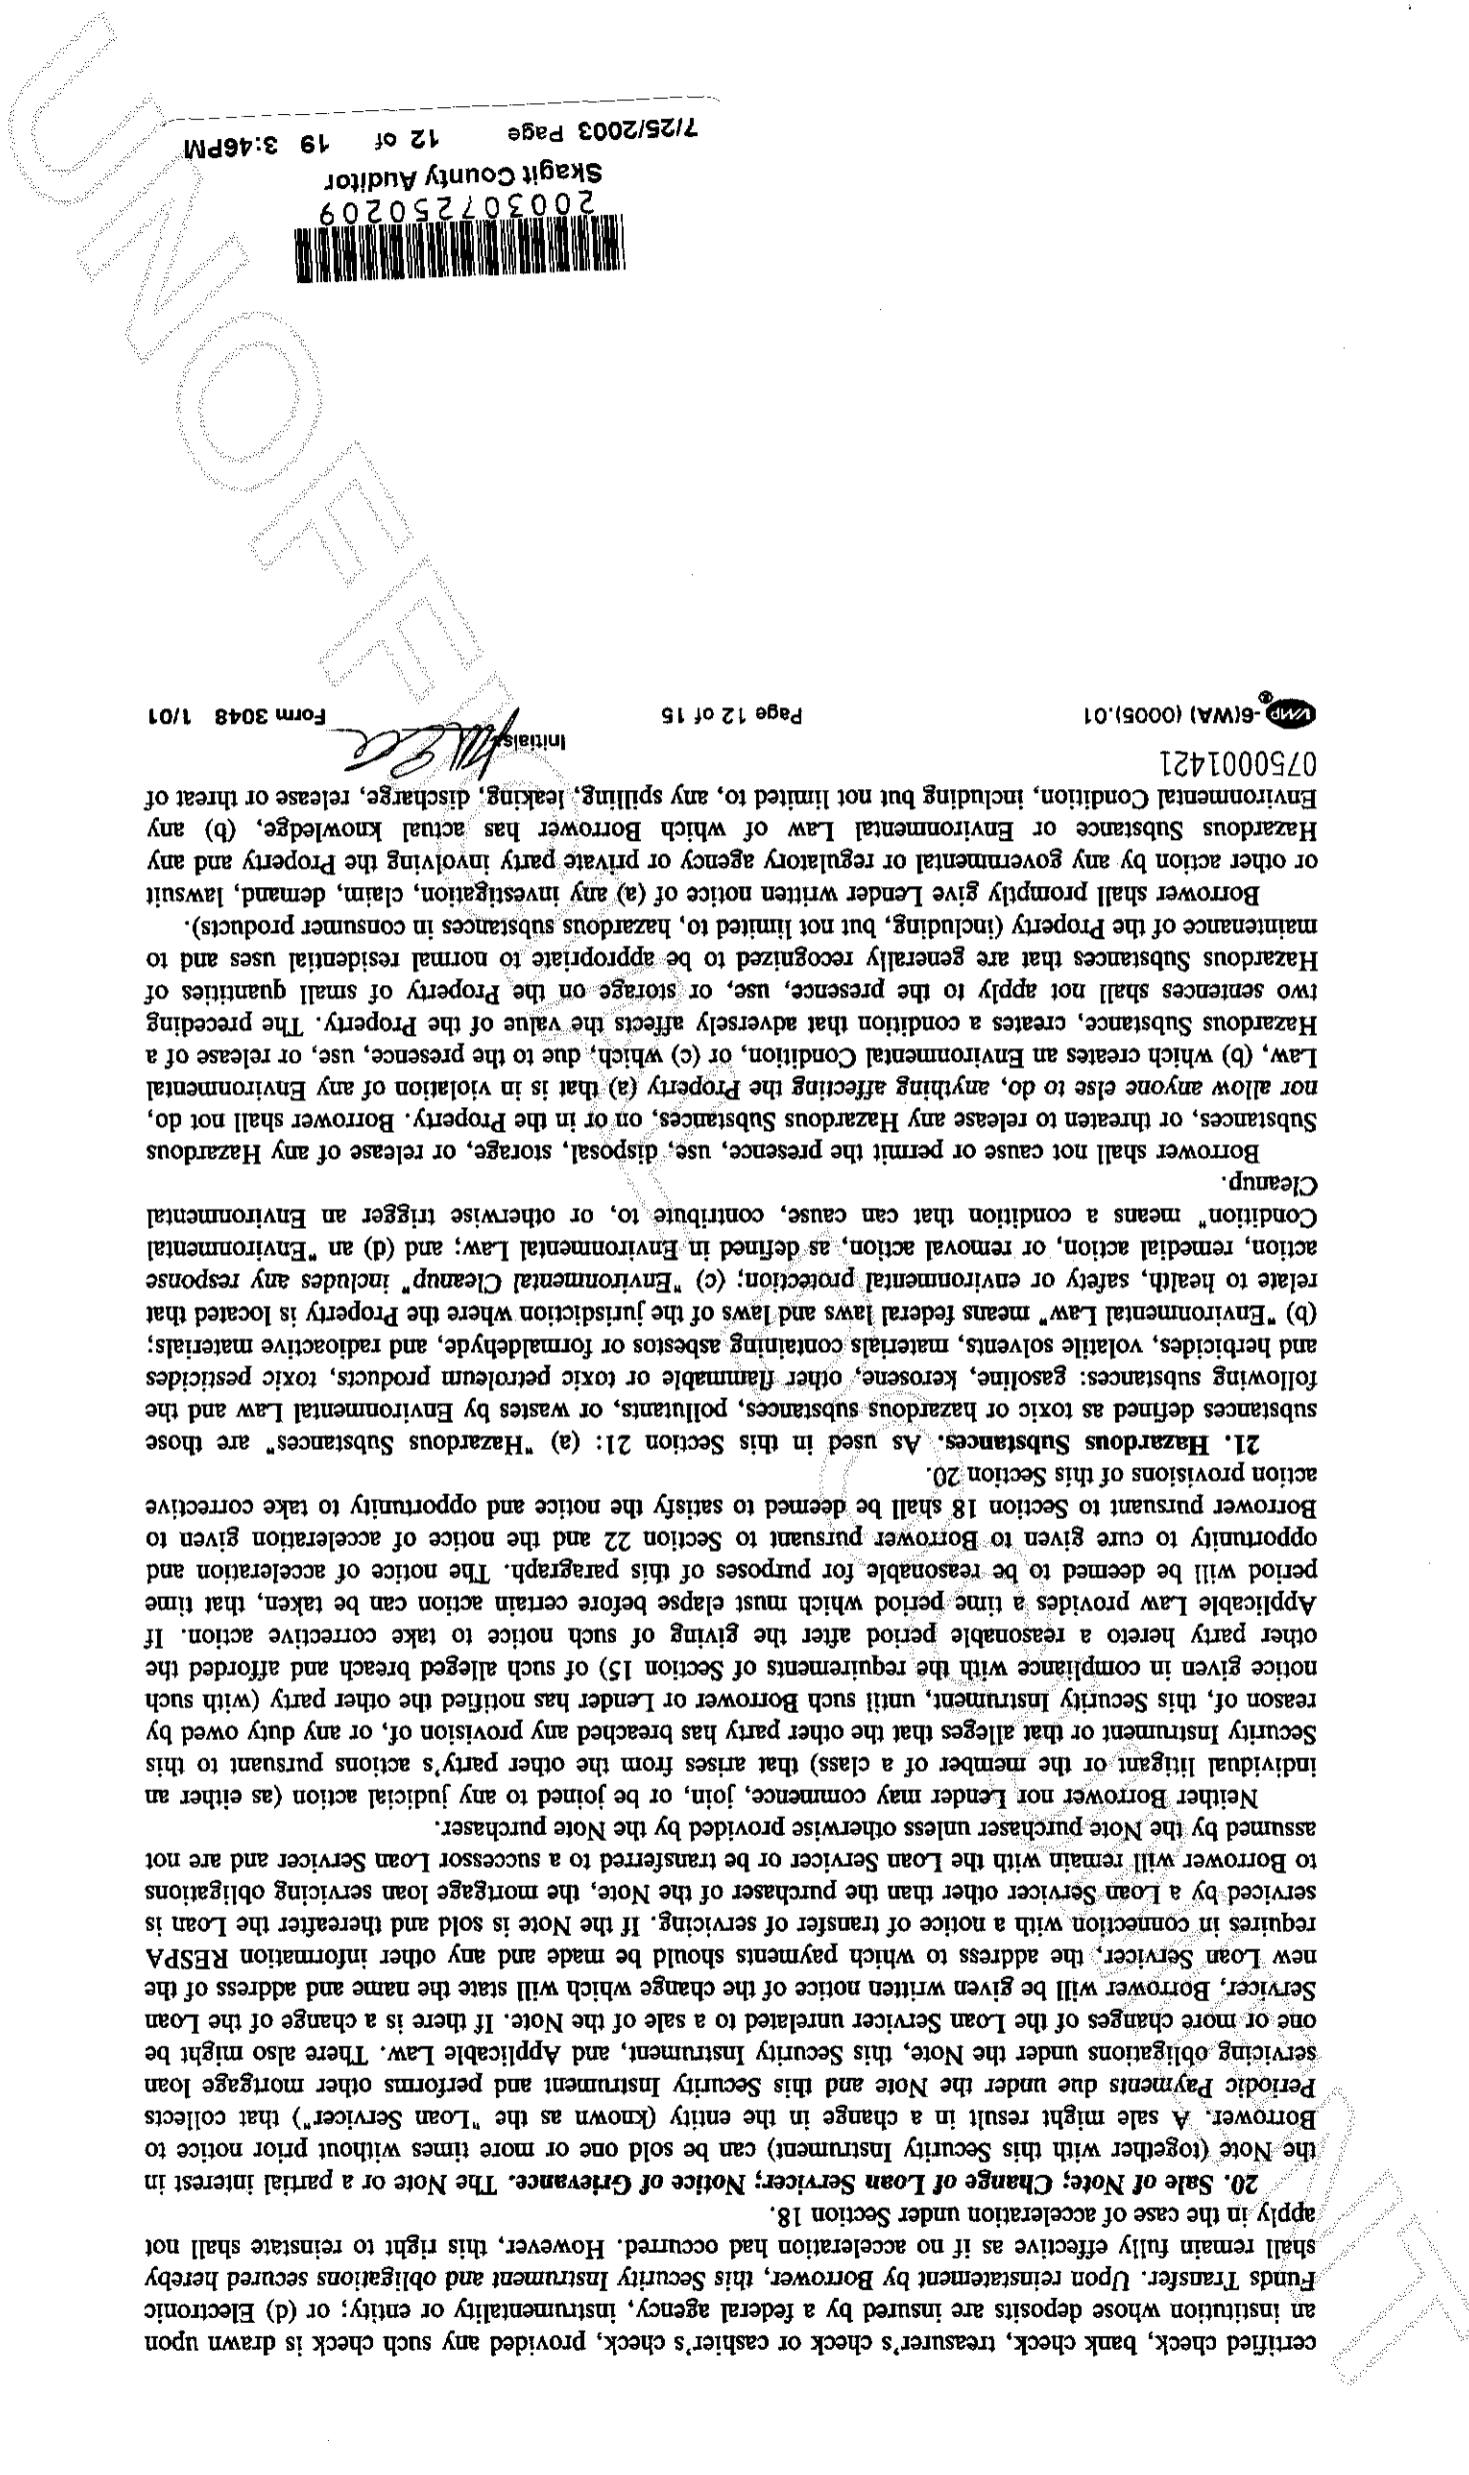 certified check, bank check, treasurer's check or cashier's check, provided any such check is drawn upon
an institution whose deposits are insured by a federal agency, instrumentality or entity; or (d) Electronic
Funds Transfer. Upon reinstatement by Borrower, this Security Instrument and obligations secured hereby
shall remain fully effective as if no acceleration had occurred. However, this right to reinstate shall not
apply in the case of acceleration under Section 18.
20. Sale of Note; Change of Loan Servicer; Notice of Grievance. The Note or a partial interest in
the Note (together with this Security Instrument) can be sold one or more times without prior notice to
Borrower. A sale might result in a change in the entity (known as the "Loan Servicer") that collects
Periodic Payments due under the Note and this Security Instrument and performs other mortgage loan
servicing obligations under the Note, this Security Instrument, and Applicable Law. There also might be
one or more changes of the Loan Servicer unrelated to a sale of the Note. If there is a change of the Loan
Servicer, Borrower will be given written notice of the change which will state the name and address of the
new Loan Servicer, the address to which payments should be made and any other information RESPA
requires in connection with a notice of transfer of servicing. If the Note is sold and thereafter the Loan is
serviced by a Loan Servicer other than the purchaser of the Note, the mortgage loan servicing obligations
to Borrower will remain with the Loan Servicer or be transferred to a successor Loan Servicer and are not
assumed by the Note purchaser unless otherwise provided by the Note purchaser.
Neither Borrower nor Lender may commence, join, or be joined to any judicial action (as either an
individual litigant or the member of a class) that arises from the other party's actions pursuant to this
Security Instrument or that alleges that the other party has breached any provision of, or any duty owed by
reason of, this Security Instrument, until such Borrower or Lender has notified the other party (with such
notice given in compliance with the requirements of Section 15) of such alleged breach and afforded the
other party hereto a reasonable period after the giving of such notice to take corrective action. If
Applicable Law provides a time period which must elapse before certain action can be taken, that time
period will be deemed to be reasonable for purposes of this paragraph. The notice of acceleration and
opportunity to cure given to Borrower pursuant to Section 22 and the notice of acceleration given to
Borrower pursuant to Section 18 shall be deemed to satisfy the notice and opportunity to take corrective
action provisions of this Section 20.
21. Hazardous Substances. As used in this Section 21: (a) "Hazardous Substances" are those
substances defined as toxic or hazardous substances, pollutants, or wastes by Environmental Law and the
following substances: gasoline, kerosene, other flammable or toxic petroleum products, toxic pesticides
and herbicides, volatile solvents, materials containing asbestos or formaldehyde, and radioactive materials;
(b) "Environmental Law" means federal laws and laws of the jurisdiction where the Property is located that
relate to health, safety or environmental protection; (c) "Environmental Cleanup" includes any response
action, remedial action, or removal action, as defined in Environmental Law; and (d) an "Environmental
Condition" means a condition that can cause, contribute to, or otherwise trigger an Environmental
Cleanup.
Borrower shall not cause or permit the presence, use, disposal, storage, or release of any Hazardous
Substances, or threaten to release any Hazardous Substances, on or in the Property. Borrower shall not do,
nor allow anyone else to do, anything affecting the Property (a) that is in violation of any Environmental
Law, (b) which creates an Environmental Condition, or (c) which, due to the presence, use, or release of a
Hazardous Substance, creates a condition that adversely affects the value of the Property. The preceding
two sentences shall not apply to the presence, use, or storage on the Property of small quantities of
Hazardous Substances that are generally recognized to be appropriate to normal residential uses and to
maintenance of the Property (including, but not limited to, hazardous substances in consumer products).
Borrower shall promptly give Lender written notice of (a) any investigation, claim, demand, lawsuit
or other action by any governmental or regulatory agency or private party involving the Property and any
Hazardous Substance or Environmental Law of which Borrower has actual knowledge, (b) any
Environmental Condition, including but not limited to, any spilling, leaking, discharge, release or threat of
0750001421
Initials:
VMP®-6(WA) (0005).01 Page 12 of 15 Form 3048 1/01
200307250209
Skagit County Auditor
7/25/2003 Page 12 of 19 3:46PM
UNOFFICIAL DOCUMENT